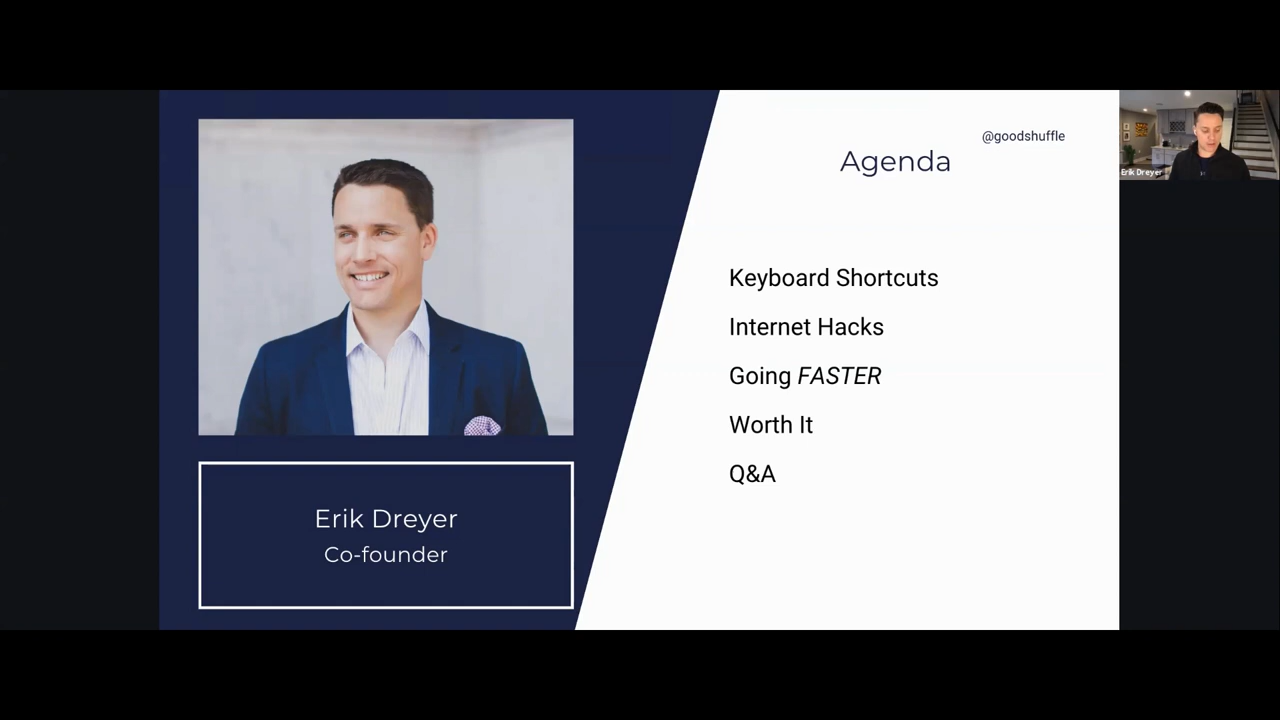 @goodshuffle
Agenda
Keyboard Shortcuts
Internet Hacks
Going FASTER
Worth It
Q&A
Erik Dreyer
Co-founder
Erik Dreyer